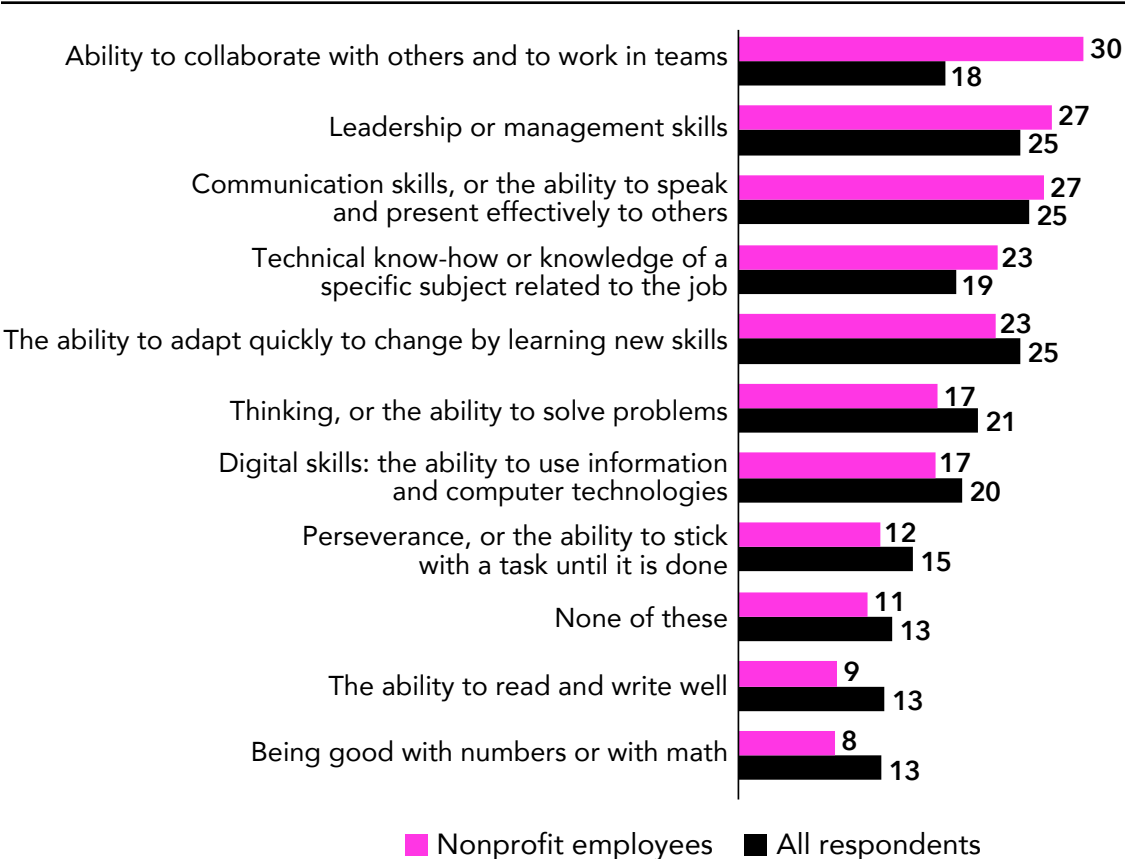 Ability to collaborate with others and to work in teams
30
18
Leadership or management skills
27
25
Communication skills, or the ability to speak
and present effectively to others
27
25
Technical know-how or knowledge of a
specific subject related to the job
23
19
The ability to adapt quickly to change by learning new skills
23
25
Thinking, or the ability to solve problems
17
21
Digital skills: the ability to use information
and computer technologies
17
20
Perseverance, or the ability to stick
with a task until it is done
12
15
None of these
11
13
The ability to read and write well
9
13
Being good with numbers or with math
8
13
Nonprofit employees All respondents